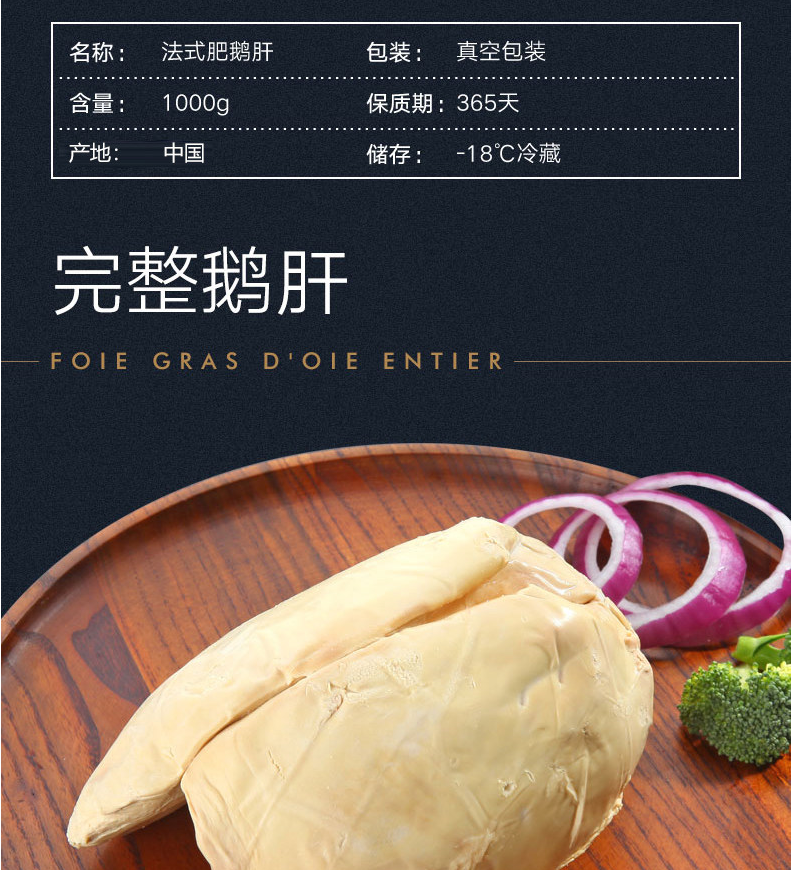 名称： 法式肥鹅肝 包装： 真空包装
含量： 1000g 保质期： 365天
产地： 中国 储存： -18℃冷藏
完整鹅肝
FOIE GRAS D'OIE ENTIER